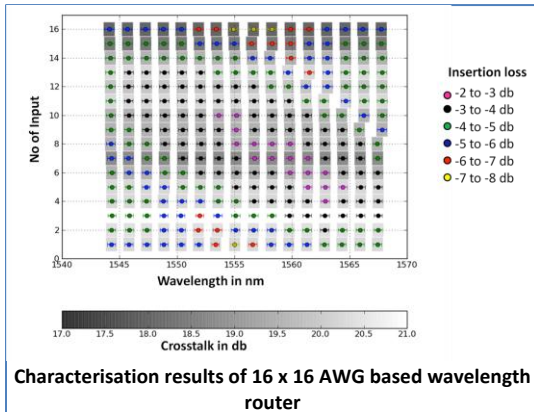 16
14
12
10
8
6
4
2
0
No of Input
1540
1545
1550
1555
1560
1565
1570
Wavelength in nm
Insertion loss
-2 to -3 db
-3 to -4 db
-4 to -5 db
-5 to -6 db
-6 to -7 db
-7 to -8 db
17.0
17.5
18.0
18.5
19.0
19.5
20.0
20.5
21.0
Crosstalk in db
Characterisation results of 16 x 16 AWG based wavelength
router